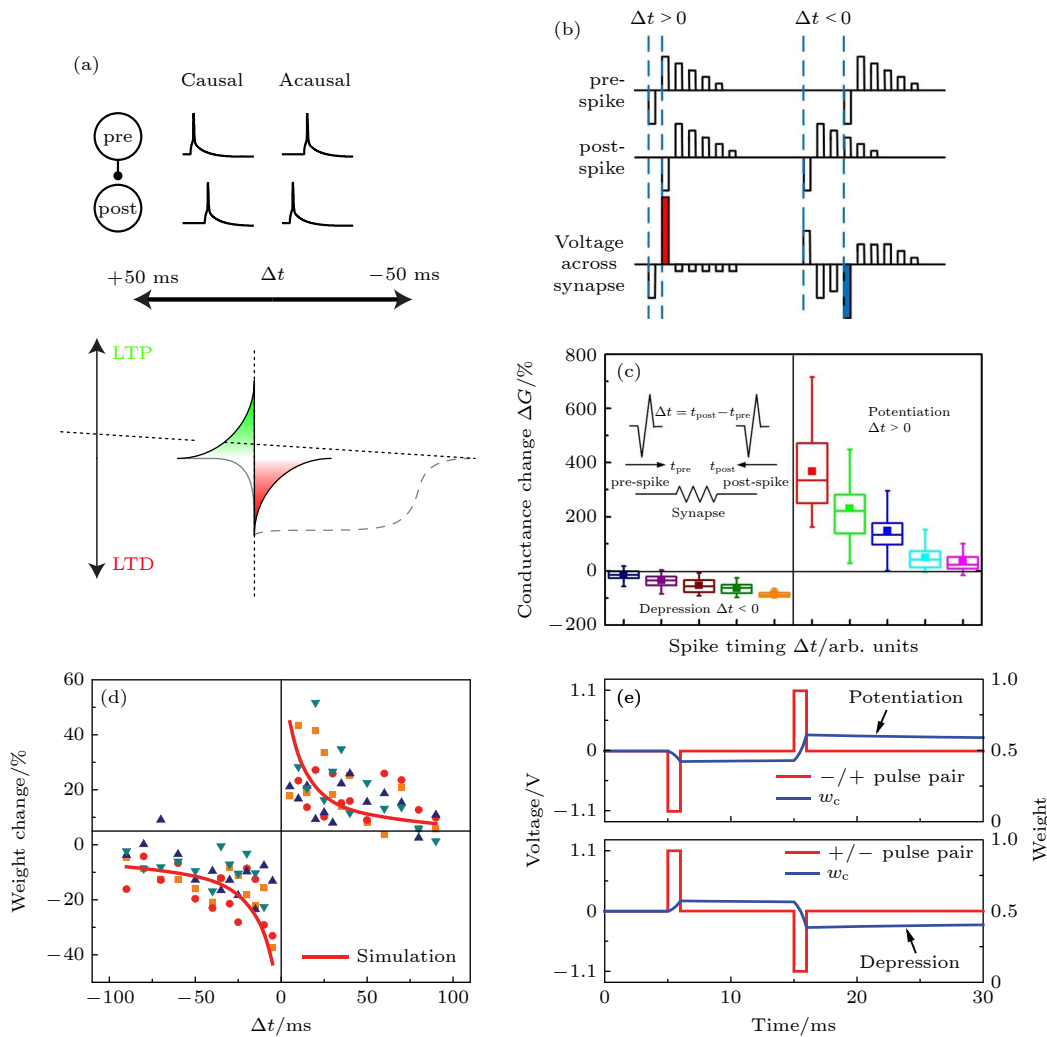 (a)
Causal Acausal
pre
post
+50 ms Δt −50 ms
LTP
LTD
(b)
Δt > 0 Δt < 0
pre-
spike
post-
spike
Voltage
across
synapse
(c)
Conductance change ΔG/%
800
600
400
200
0
−200
Δt = tpost−tpre
tpre tpost
pre-spike post-spike
Synapse
Potentiation
Δt > 0
Depression Δt < 0
Spike timing Δt/arb. units
(d)
Weight change/%
60
40
20
0
−20
−40
Simulation
−100 −50 0 50 100
Δt/ms
(e)
Voltage/V
Weight
1.1
0
−1.1
1.0
0.5
0
Potentiation
−/+ pulse pair
wc
1.1
0
−1.1
1.0
0.5
0
+/− pulse pair
wc
Depression
0 10 20 30
Time/ms